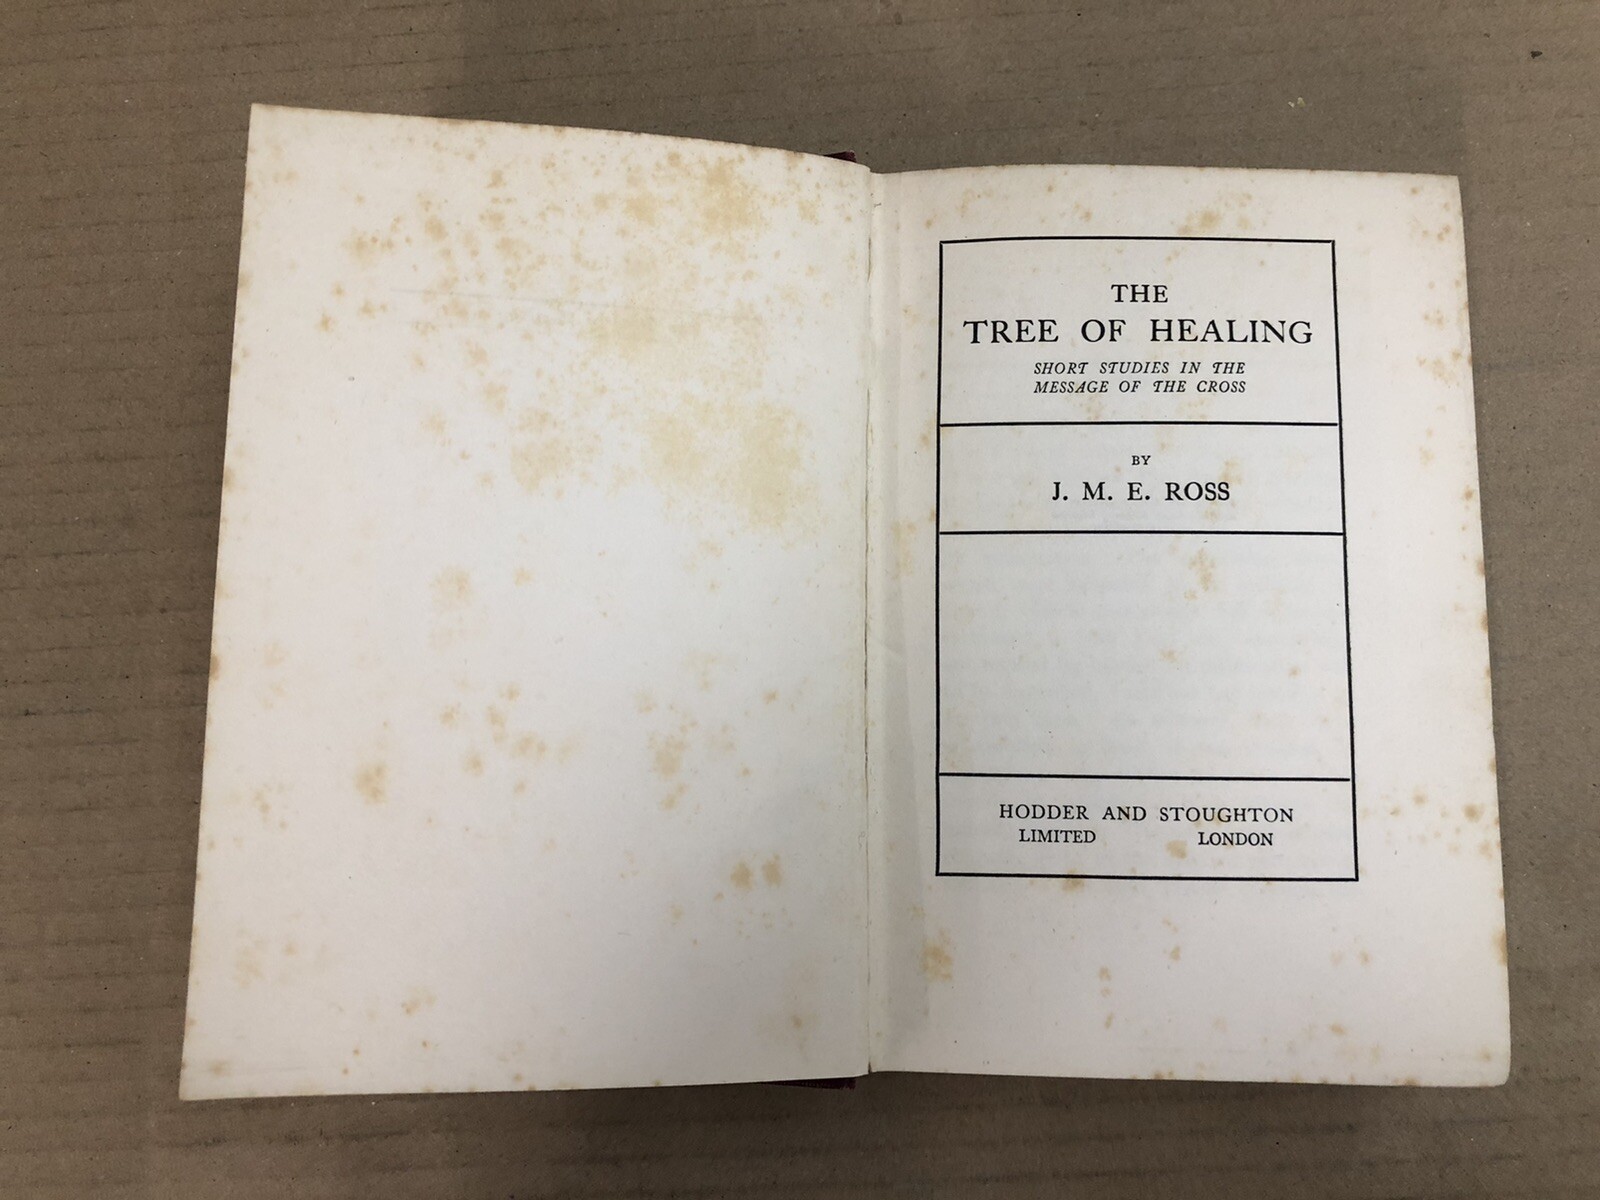 THE
TREE OF HEALING
SHORT STUDIES IN THE
MESSAGE OF THE CROSS
BY
J. M. E. ROSS
HODDER AND STOUGHTON
LIMITED LONDON